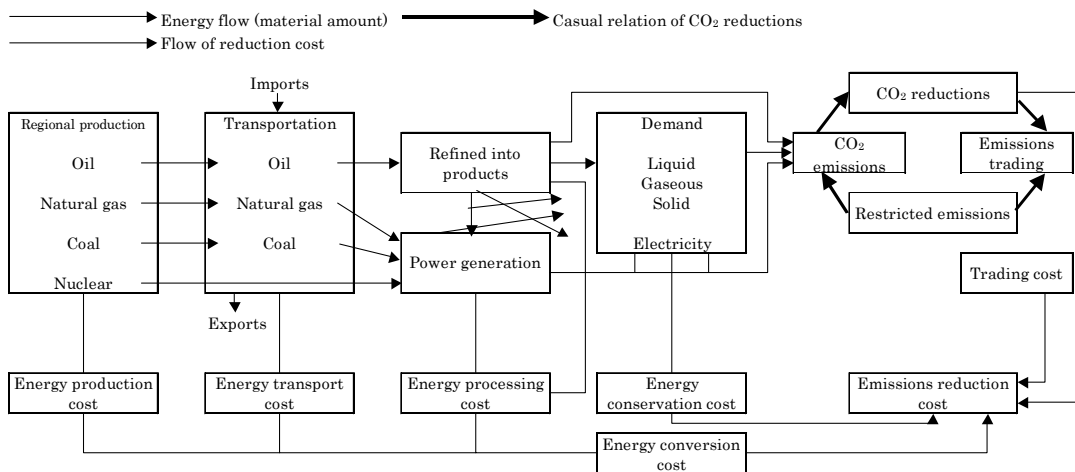 Energy flow (material amount)
Casual relation of CO₂ reductions
Flow of reduction cost
Imports
Regional production
Oil
Natural gas
Coal
Nuclear
Transportation
Oil
Natural gas
Coal
Exports
Refined into
products
Power generation
Demand
Liquid
Gaseous
Solid
Electricity
CO₂
emissions
CO₂ reductions
Emissions
trading
Restricted emissions
Trading cost
Energy production
cost
Energy transport
cost
Energy processing
cost
Energy
conservation cost
Emissions reduction
cost
Energy conversion
cost